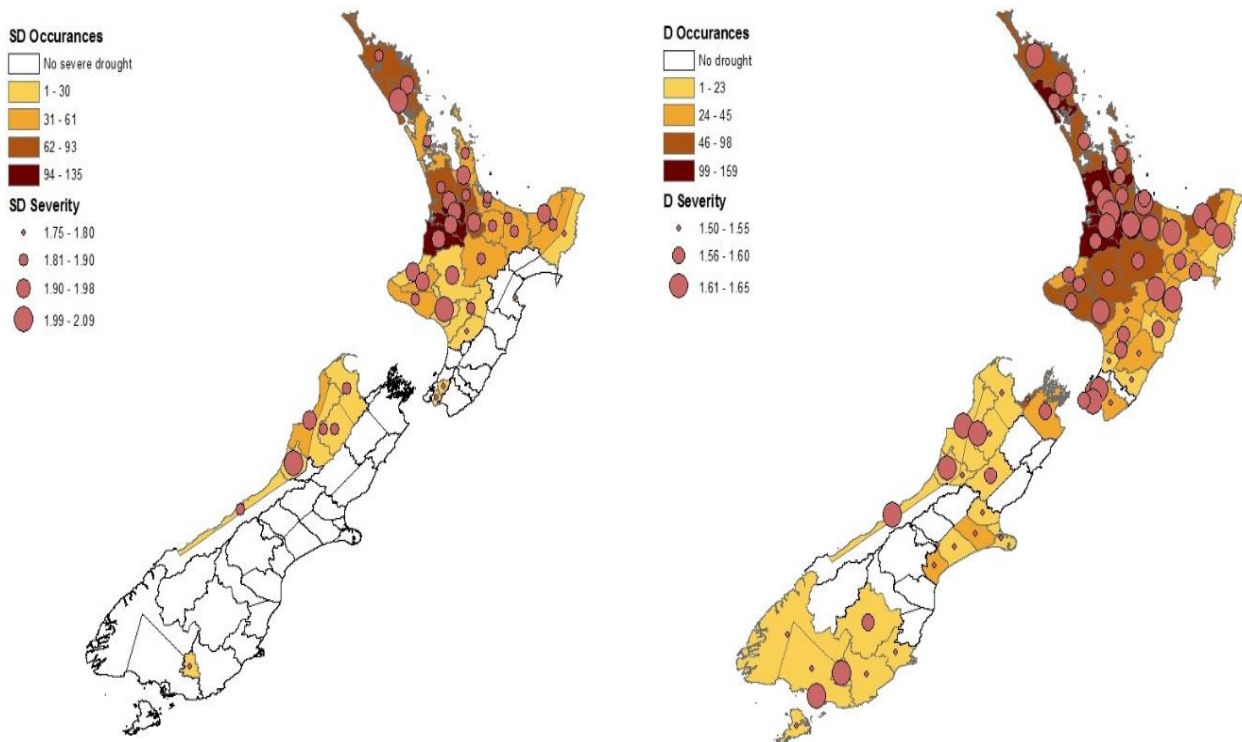 SD Occurances
No severe drought
1 - 30
31 - 61
62 - 93
94 - 135
SD Severity
1.75 - 1.80
1.81 - 1.90
1.90 - 1.98
1.99 - 2.09
D Occurances
No drought
1 - 23
24 - 45
46 - 98
99 - 159
D Severity
1.50 - 1.55
1.56 - 1.60
1.61 - 1.65